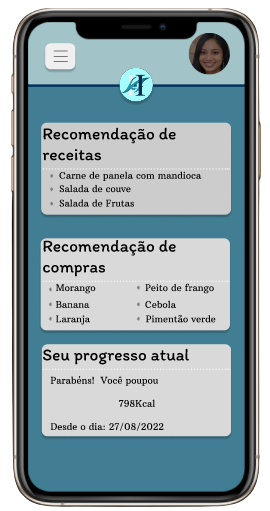 Recomendação de
receitas
Carne de panela com mandioca
Salada de couve
Salada de Frutas
Recomendação de
compras
Morango
Peito de frango
Banana
Cebola
Laranja
Pimentão verde
Seu progresso atual
Parabéns! Você poupou
798Kcal
Desde o dia: 27/08/2022